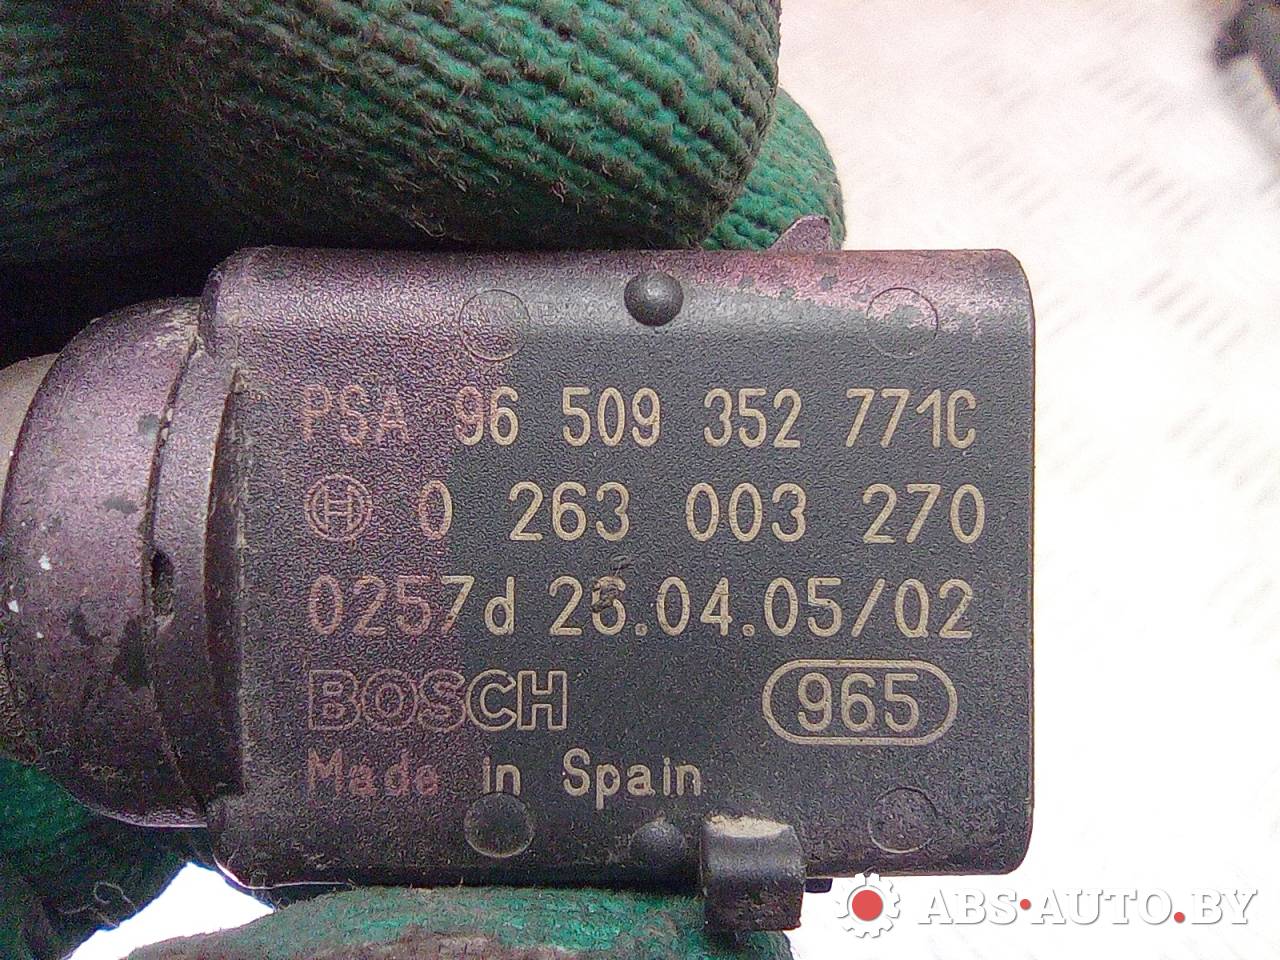 PSA 96 509 352 771C
H 0 263 003 270
0257d 26.04.05/Q2
BOSCH 965
Made in Spain
ABS-AUTO.BY